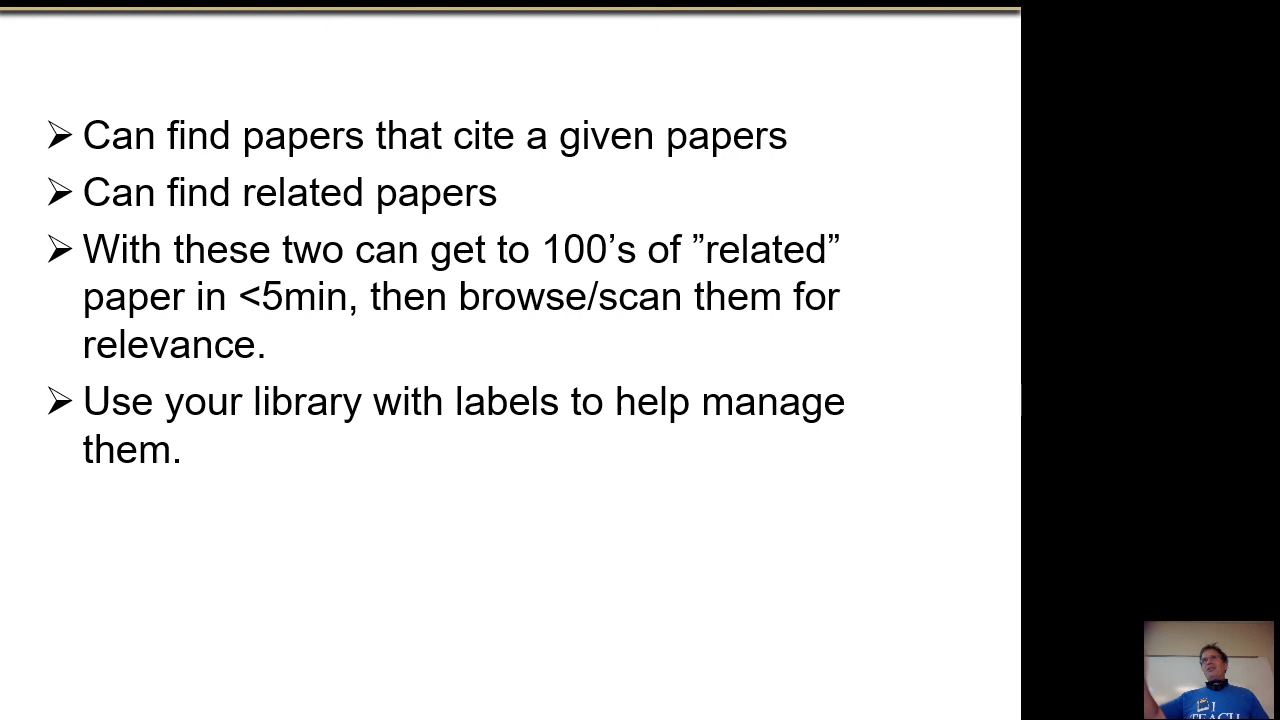 ➢ Can find papers that cite a given papers
➢ Can find related papers
➢ With these two can get to 100’s of ”related”
paper in <5min, then browse/scan them for
relevance.
➢ Use your library with labels to help manage
them.
I
TEACH